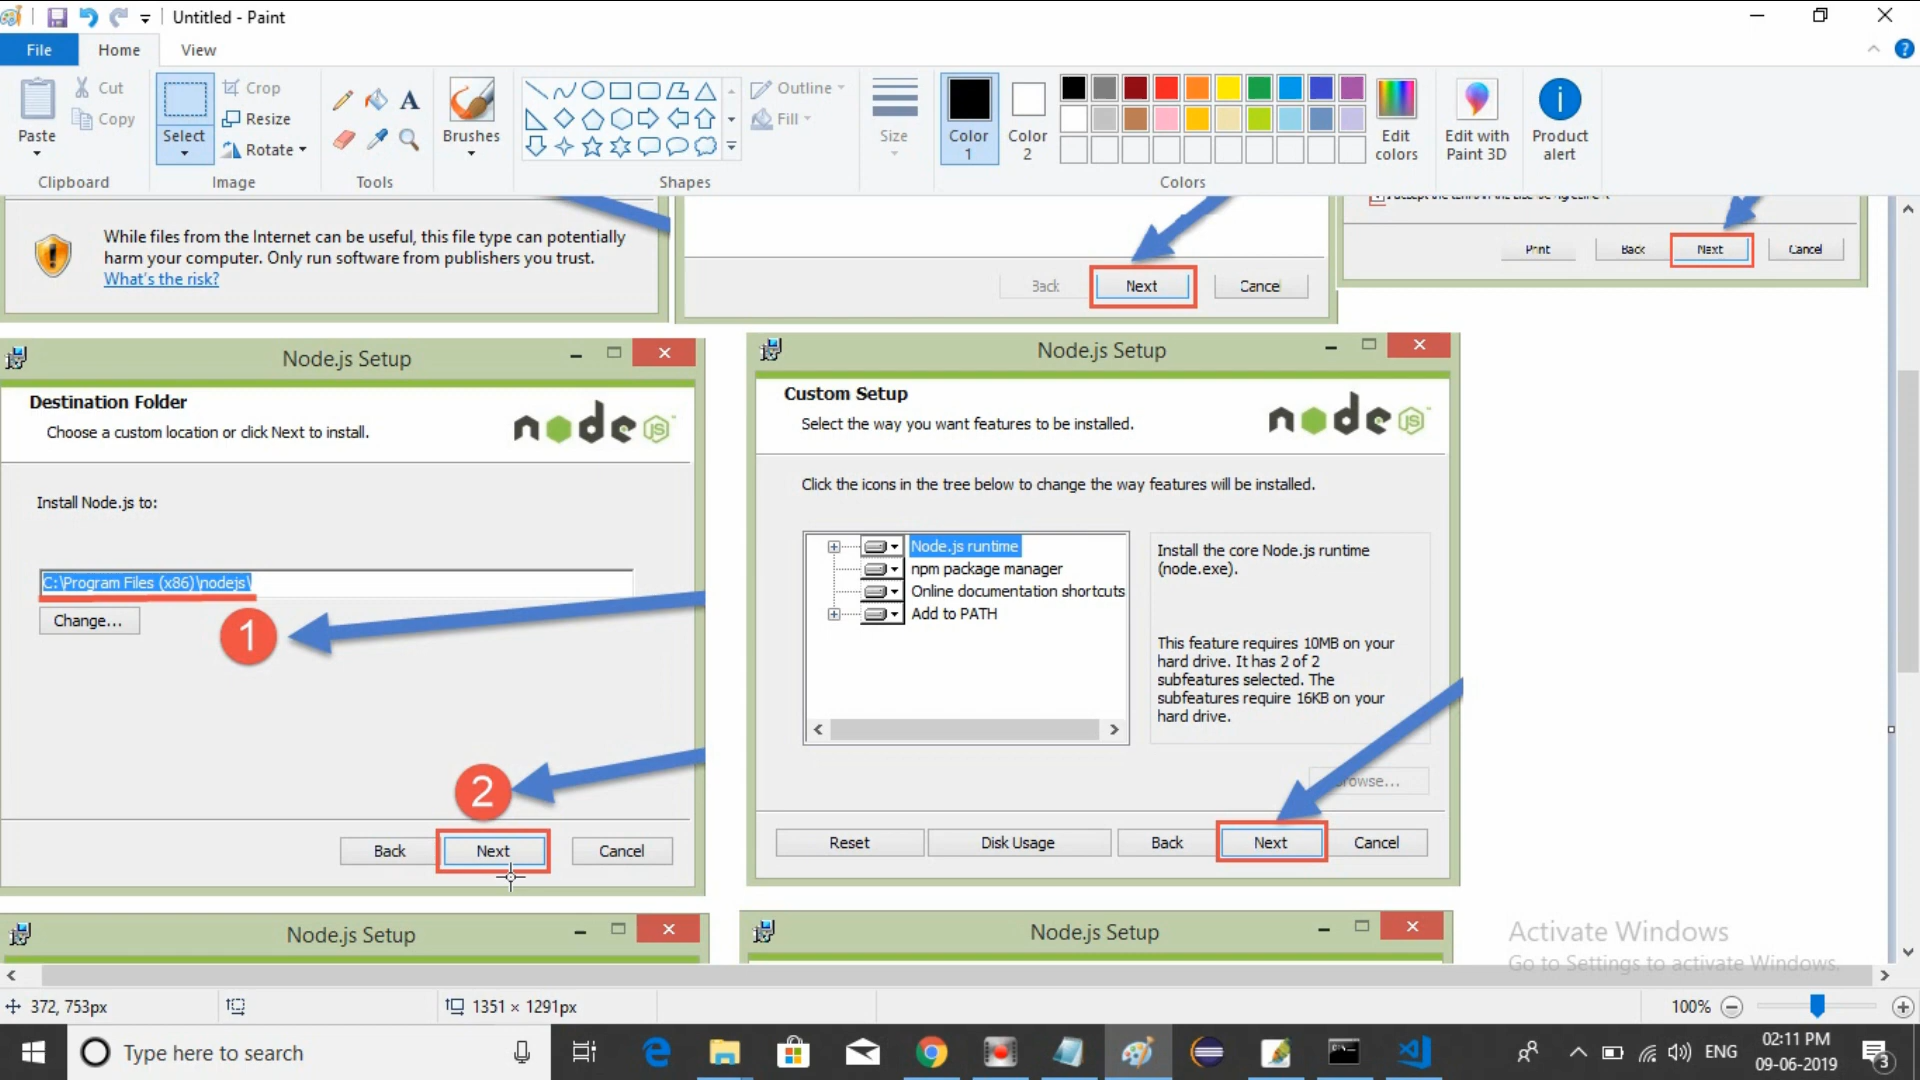 Untitled - Paint
File Home View
Paste
Cut
Copy
Clipboard
Select
Crop
Resize
Rotate
Image
Tools
Brushes
Shapes
Outline
Fill
Size
Color 1
Color 2
Colors
Edit colors
Edit with Paint 3D
Product alert
While files from the Internet can be useful, this file type can potentially
harm your computer. Only run software from publishers you trust.
What's the risk?
Back Next Cancel
Print Back Next Cancel
Node.js Setup
Destination Folder
Choose a custom location or click Next to install.
node JS
Install Node.js to:
C:\Program Files (x86)\nodejs\
Change...
1
2
Back Next Cancel
Node.js Setup
Custom Setup
Select the way you want features to be installed.
node JS
Click the icons in the tree below to change the way features will be installed.
Node.js runtime
npm package manager
Online documentation shortcuts
Add to PATH
Install the core Node.js runtime
(node.exe).
This feature requires 10MB on your
hard drive. It has 2 of 2
subfeatures selected. The
subfeatures require 16KB on your
hard drive.
Reset Disk Usage Back Next Cancel
Node.js Setup
Node.js Setup
Activate Windows
Go to Settings to activate Windows.
372, 753px
1351 × 1291px
100%
Type here to search
ENG
02:11 PM
09-06-2019
3